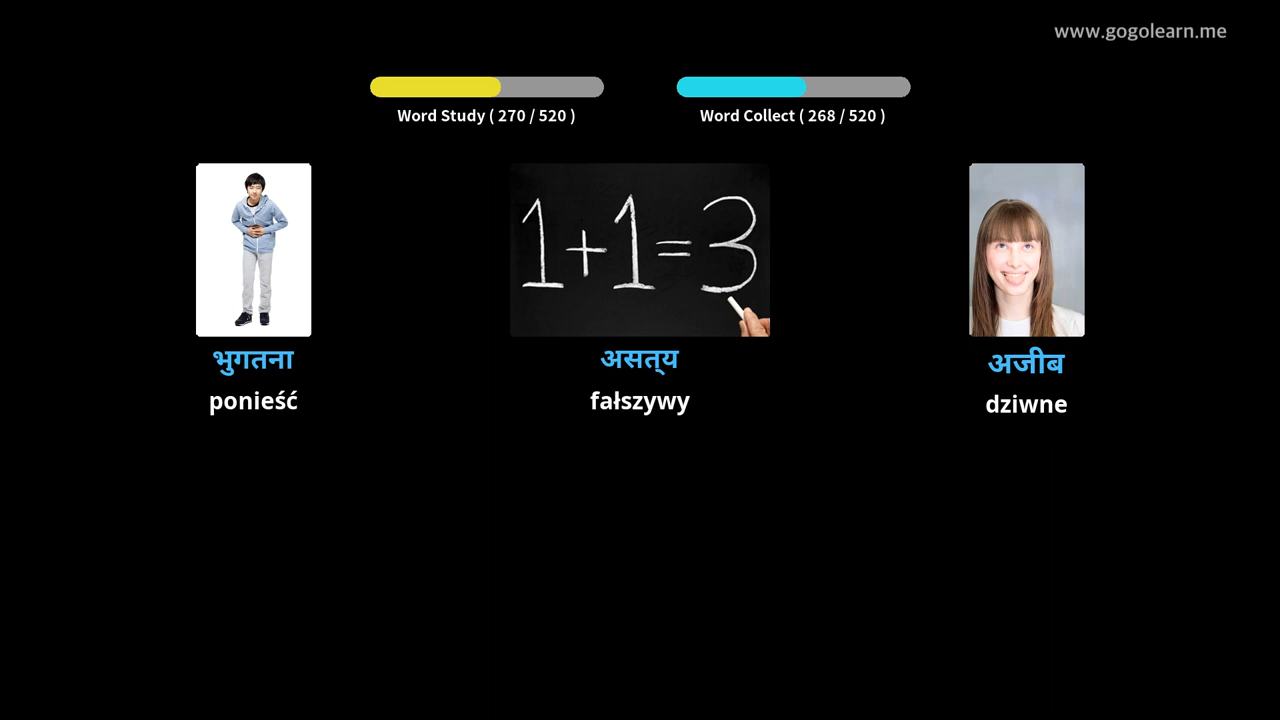 www.gogolearn.me
Word Study ( 270 / 520 )
Word Collect ( 268 / 520 )
1+1=3
भुगतना
असत्य
अजीब
ponieść
fałszywy
dziwne